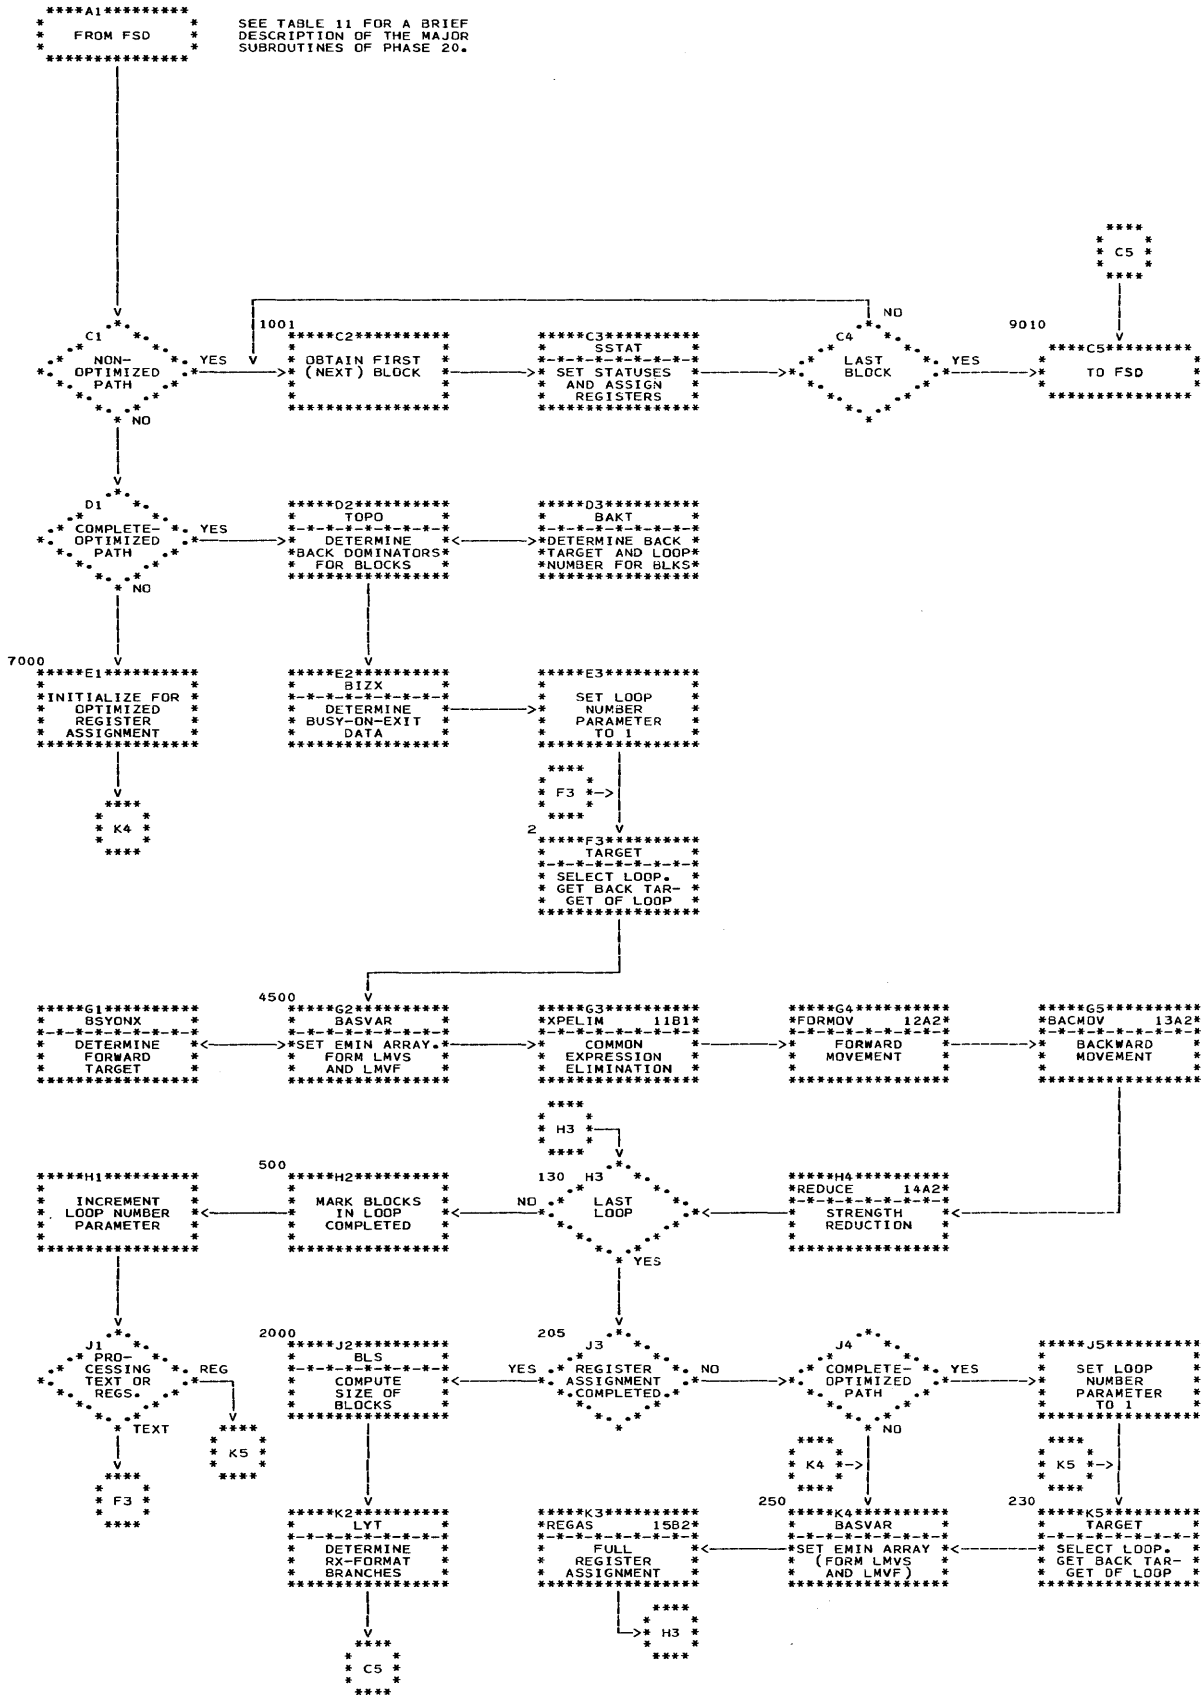 ****A1*********
FROM FSD
SEE TABLE 11 FOR A BRIEF
DESCRIPTION OF THE MAJOR
SUBROUTINES OF PHASE 20.
C5
C1
NON-
OPTIMIZED
PATH
YES
NO
1001
*****C2**********
OBTAIN FIRST
(NEXT) BLOCK
*****C3**********
SSTAT
SET STATUSES
AND ASSIGN
REGISTERS
C4
LAST
BLOCK
NO
YES
9010
****C5*********
TO FSD
D1
COMPLETE-
OPTIMIZED
PATH
YES
NO
*****D2**********
TOPO
DETERMINE
BACK DOMINATORS
FOR BLOCKS
*****D3**********
BAKT
DETERMINE BACK
TARGET AND LOOP
NUMBER FOR BLKS
7000
*****E1**********
INITIALIZE FOR
OPTIMIZED
REGISTER
ASSIGNMENT
K4
*****E2**********
BIZX
DETERMINE
BUSY-ON-EXIT
DATA
*****E3**********
SET LOOP
NUMBER
PARAMETER
TO 1
F3
2
*****F3**********
TARGET
SELECT LOOP.
GET BACK TAR-
GET OF LOOP
*****G1**********
BSYONX
DETERMINE
FORWARD
TARGET
4500
*****G2**********
BASVAR
SET EMIN ARRAY.
FORM LMVS
AND LMVF
*****G3**********
XPELIM 11B1
COMMON
EXPRESSION
ELIMINATION
*****G4**********
FORMOV 12A2
FORWARD
MOVEMENT
*****G5**********
BACMOV 13A2
BACKWARD
MOVEMENT
H3
*****H1**********
INCREMENT
LOOP NUMBER
PARAMETER
500
*****H2**********
MARK BLOCKS
IN LOOP
COMPLETED
130
H3
LAST
LOOP
NO
YES
*****H4**********
REDUCE 14A2
STRENGTH
REDUCTION
J1
PRO-
CESSING
TEXT OR
REGS.
REG
TEXT
K5
F3
2000
*****J2**********
BLS
COMPUTE
SIZE OF
BLOCKS
205
J3
REGISTER
ASSIGNMENT
COMPLETED
YES
NO
J4
COMPLETE-
OPTIMIZED
PATH
YES
NO
*****J5**********
SET LOOP
NUMBER
PARAMETER
TO 1
K4
K5
*****K2**********
LYT
DETERMINE
RX-FORMAT
BRANCHES
C5
*****K3**********
REGAS 15B2
FULL
REGISTER
ASSIGNMENT
H3
250
*****K4**********
BASVAR
SET EMIN ARRAY
(FORM LMVS
AND LMVF)
230
*****K5**********
TARGET
SELECT LOOP.
GET BACK TAR-
GET OF LOOP